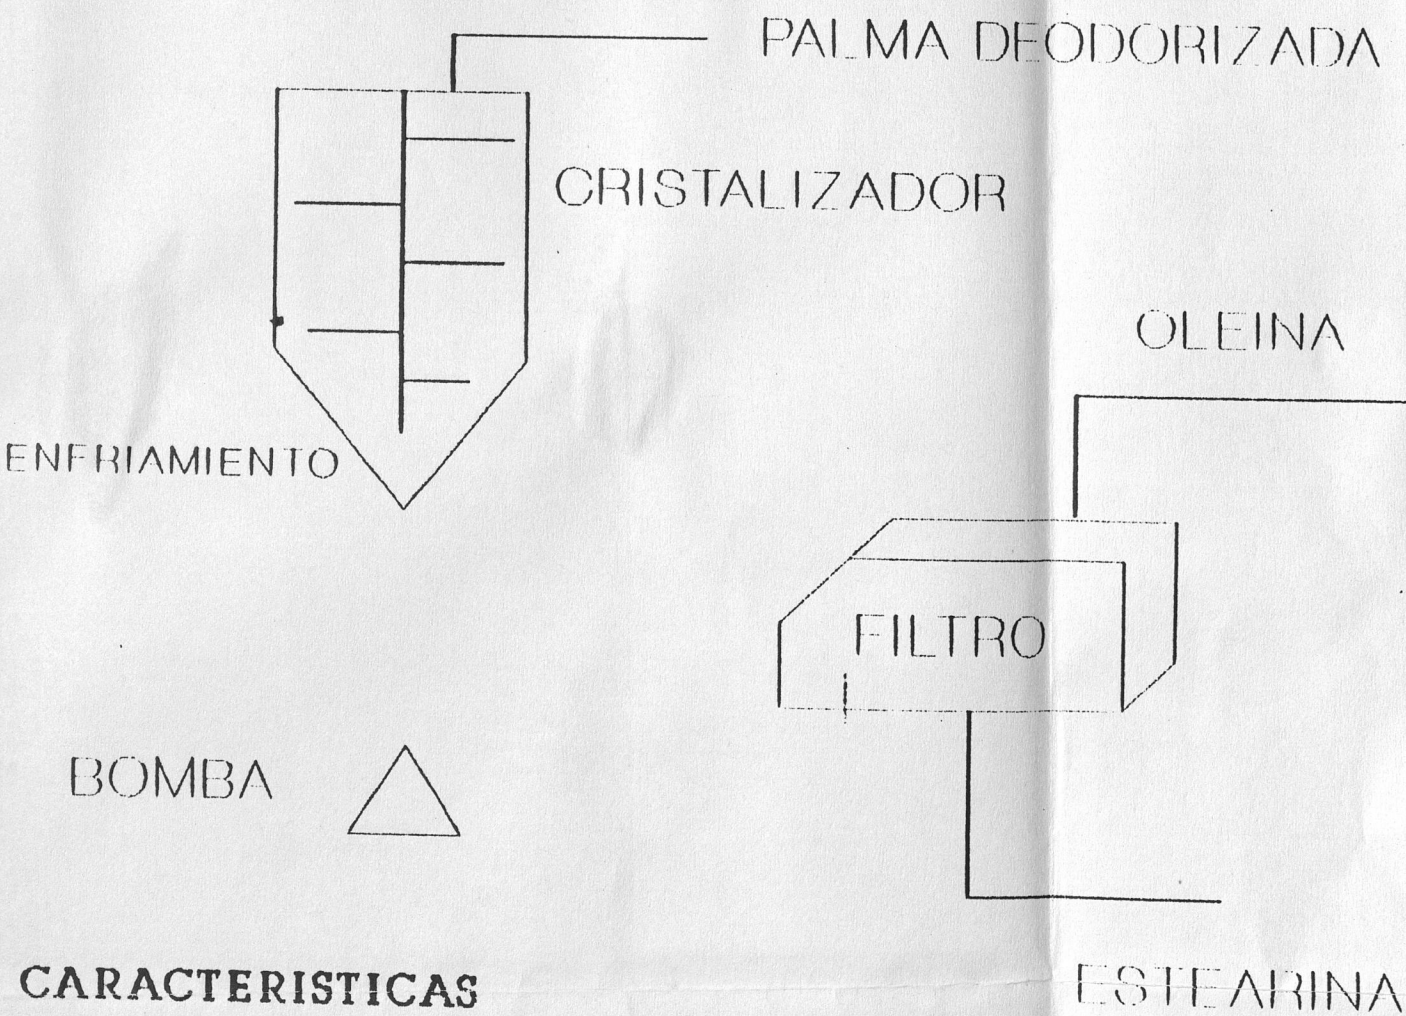 PALMA DEODORIZADA
CRISTALIZADOR
OLEINA
ENFRIAMIENTO
FILTRO
BOMBA
CARACTERISTICAS
ESTEARINA